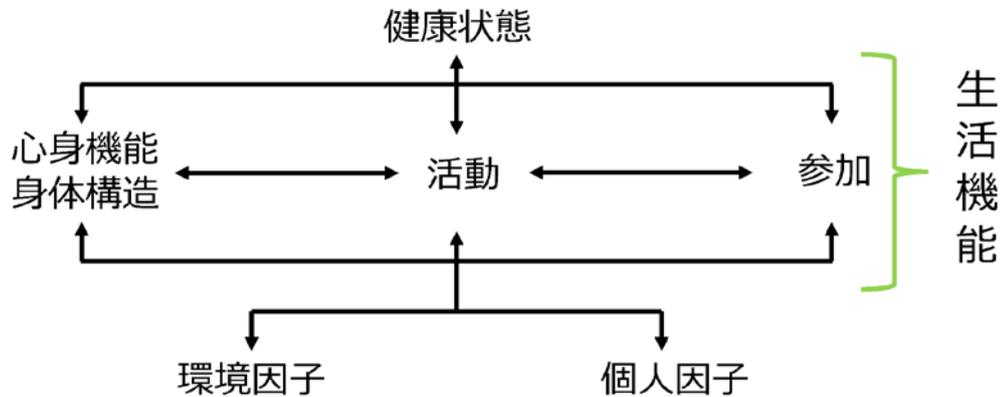 健康状態
心身機能
身体構造
活動
参加
生活機能
環境因子
個人因子